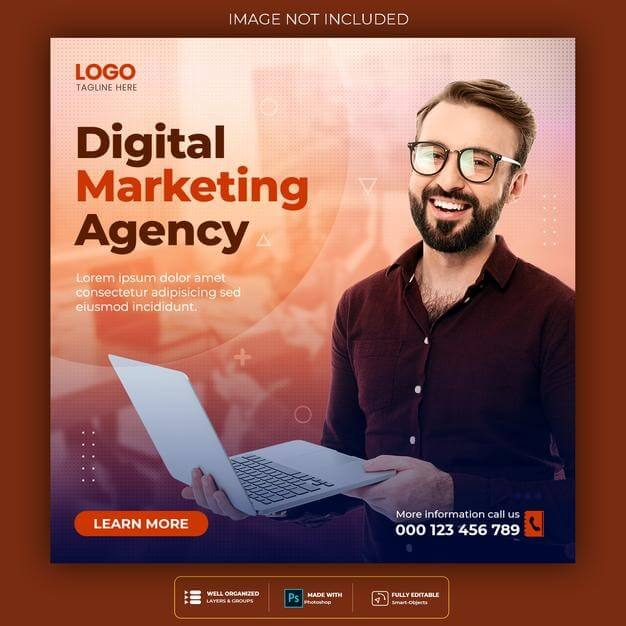 IMAGE NOT INCLUDED
LOGO
TAGLINE HERE
Digital
Marketing
Agency
Lorem ipsum dolor amet
consectetur adipisicing sed
eiusmod incididunt.
LEARN MORE
More information call us
000 123 456 789
WELL ORGANIZED
LAYERS & GROUPS
Ps
MADE WITH
Photoshop
FULLY EDITABLE
Smart-Objects